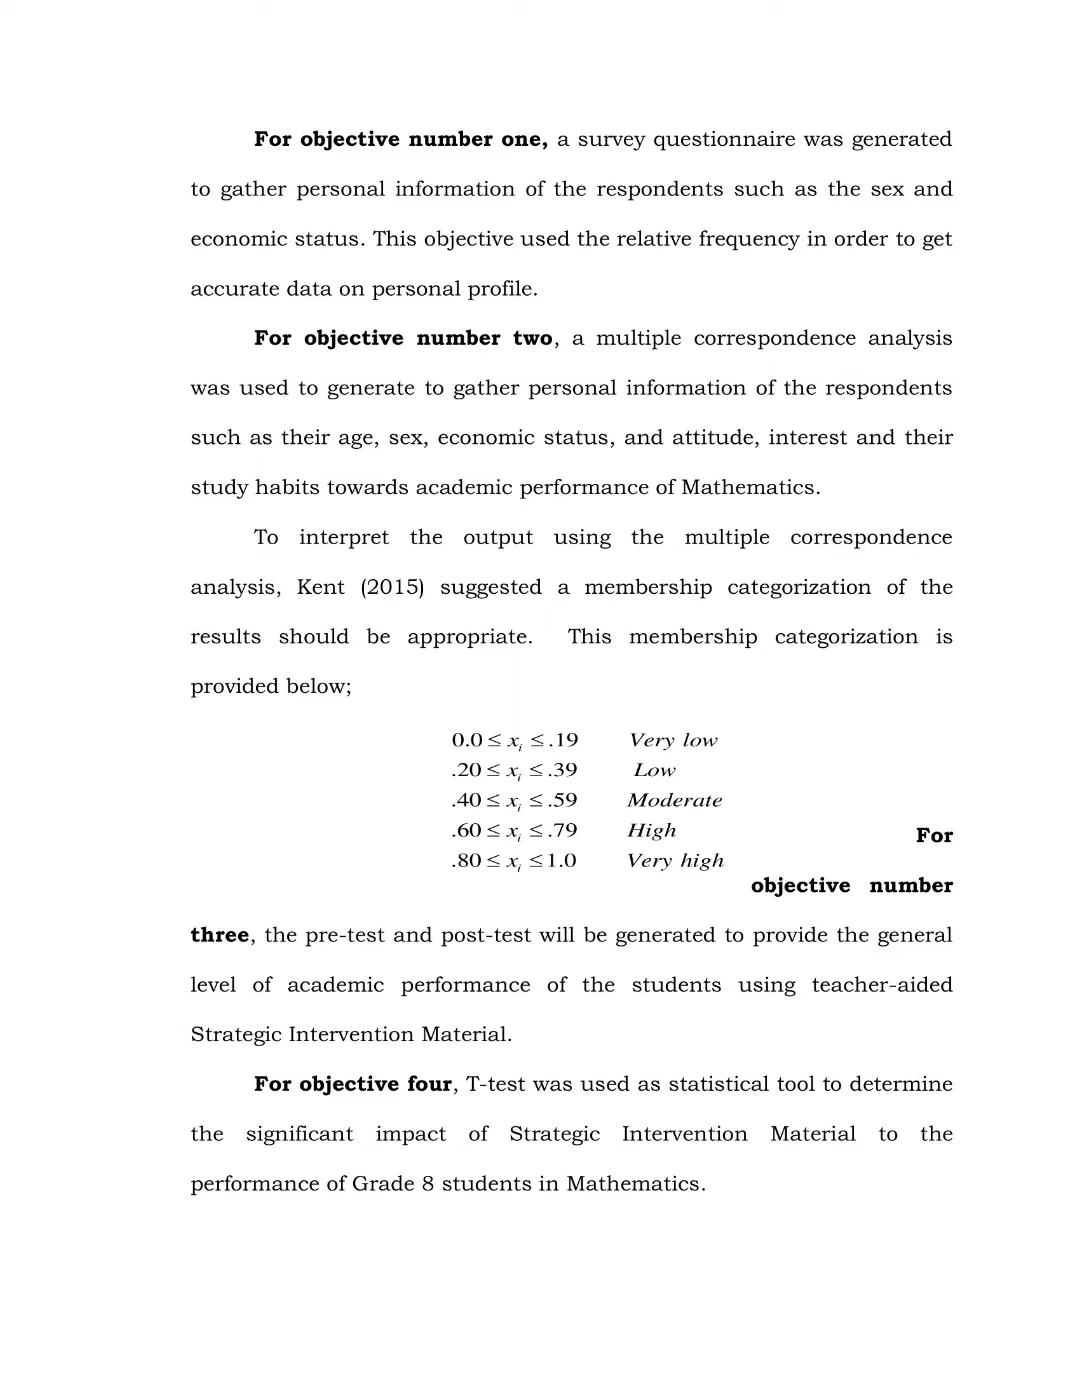 For objective number one, a survey questionnaire was generated
to gather personal information of the respondents such as the sex and
economic status. This objective used the relative frequency in order to get
accurate data on personal profile.
For objective number two, a multiple correspondence analysis
was used to generate to gather personal information of the respondents
such as their age, sex, economic status, and attitude, interest and their
study habits towards academic performance of Mathematics.
To interpret the output using the multiple correspondence
analysis, Kent (2015) suggested a membership categorization of the
results should be appropriate. This membership categorization is
provided below;
0.0 ≤ xᵢ ≤ .19 Very low
.20 ≤ xᵢ ≤ .39 Low
.40 ≤ xᵢ ≤ .59 Moderate
.60 ≤ xᵢ ≤ .79 High
.80 ≤ xᵢ ≤ 1.0 Very high
For
objective number
three, the pre-test and post-test will be generated to provide the general
level of academic performance of the students using teacher-aided
Strategic Intervention Material.
For objective four, T-test was used as statistical tool to determine
the significant impact of Strategic Intervention Material to the
performance of Grade 8 students in Mathematics.